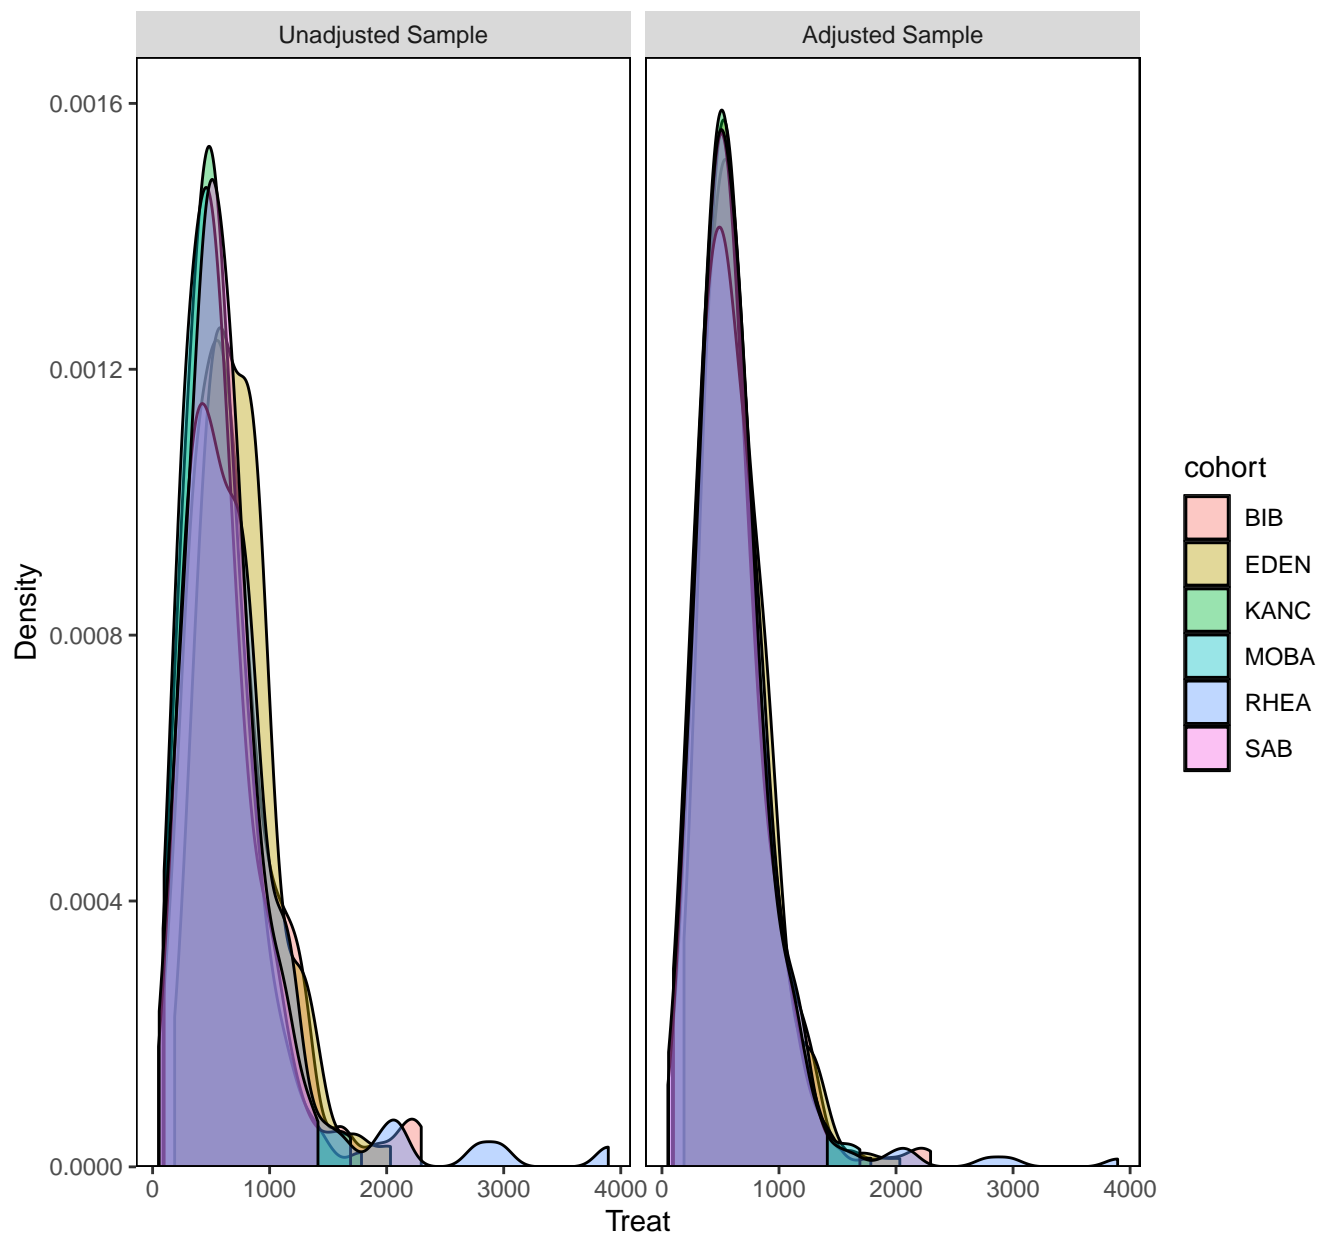 Unadjusted Sample
Adjusted Sample
0.0016
0.0012
0.0008
0.0004
0.0000
Density
0 1000 2000 3000 4000
0 1000 2000 3000 4000
Treat
cohort
BIB
EDEN
KANC
MOBA
RHEA
SAB